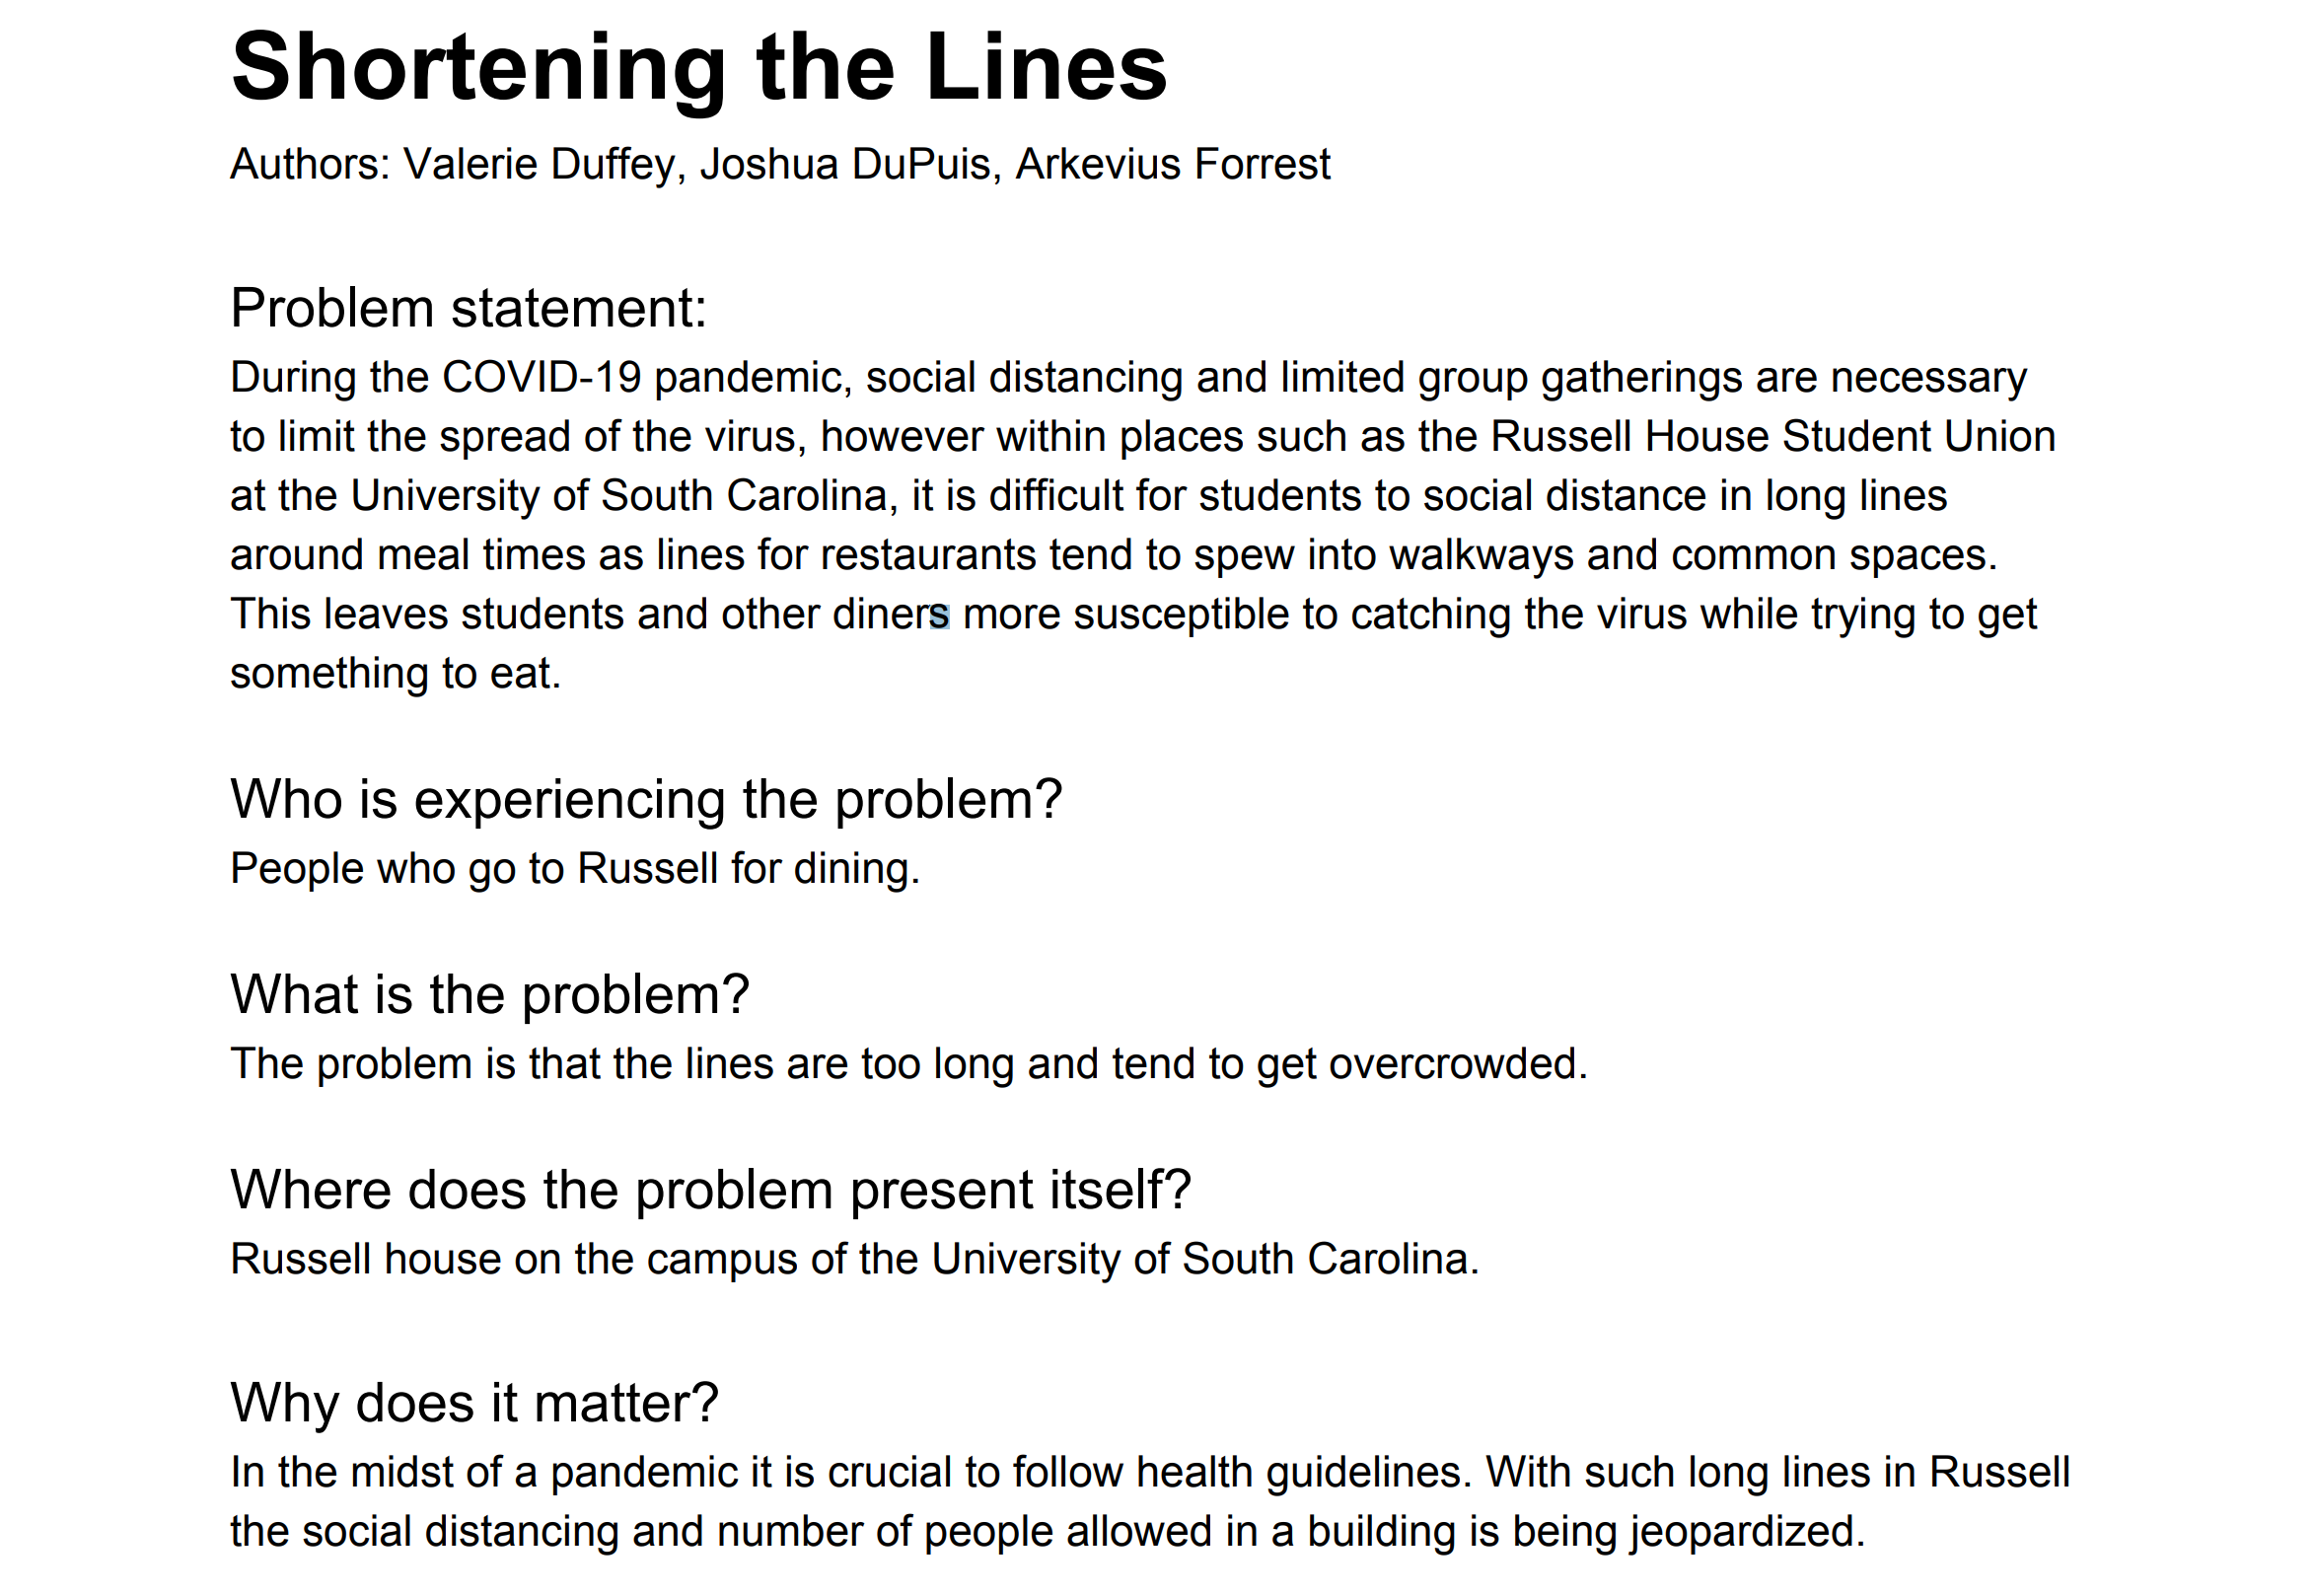 Shortening the Lines
Authors: Valerie Duffey, Joshua DuPuis, Arkevius Forrest
Problem statement:
During the COVID-19 pandemic, social distancing and limited group gatherings are necessary
to limit the spread of the virus, however within places such as the Russell House Student Union
at the University of South Carolina, it is difficult for students to social distance in long lines
around meal times as lines for restaurants tend to spew into walkways and common spaces.
This leaves students and other diners more susceptible to catching the virus while trying to get
something to eat.
Who is experiencing the problem?
People who go to Russell for dining.
What is the problem?
The problem is that the lines are too long and tend to get overcrowded.
Where does the problem present itself?
Russell house on the campus of the University of South Carolina.
Why does it matter?
In the midst of a pandemic it is crucial to follow health guidelines. With such long lines in Russell
the social distancing and number of people allowed in a building is being jeopardized.